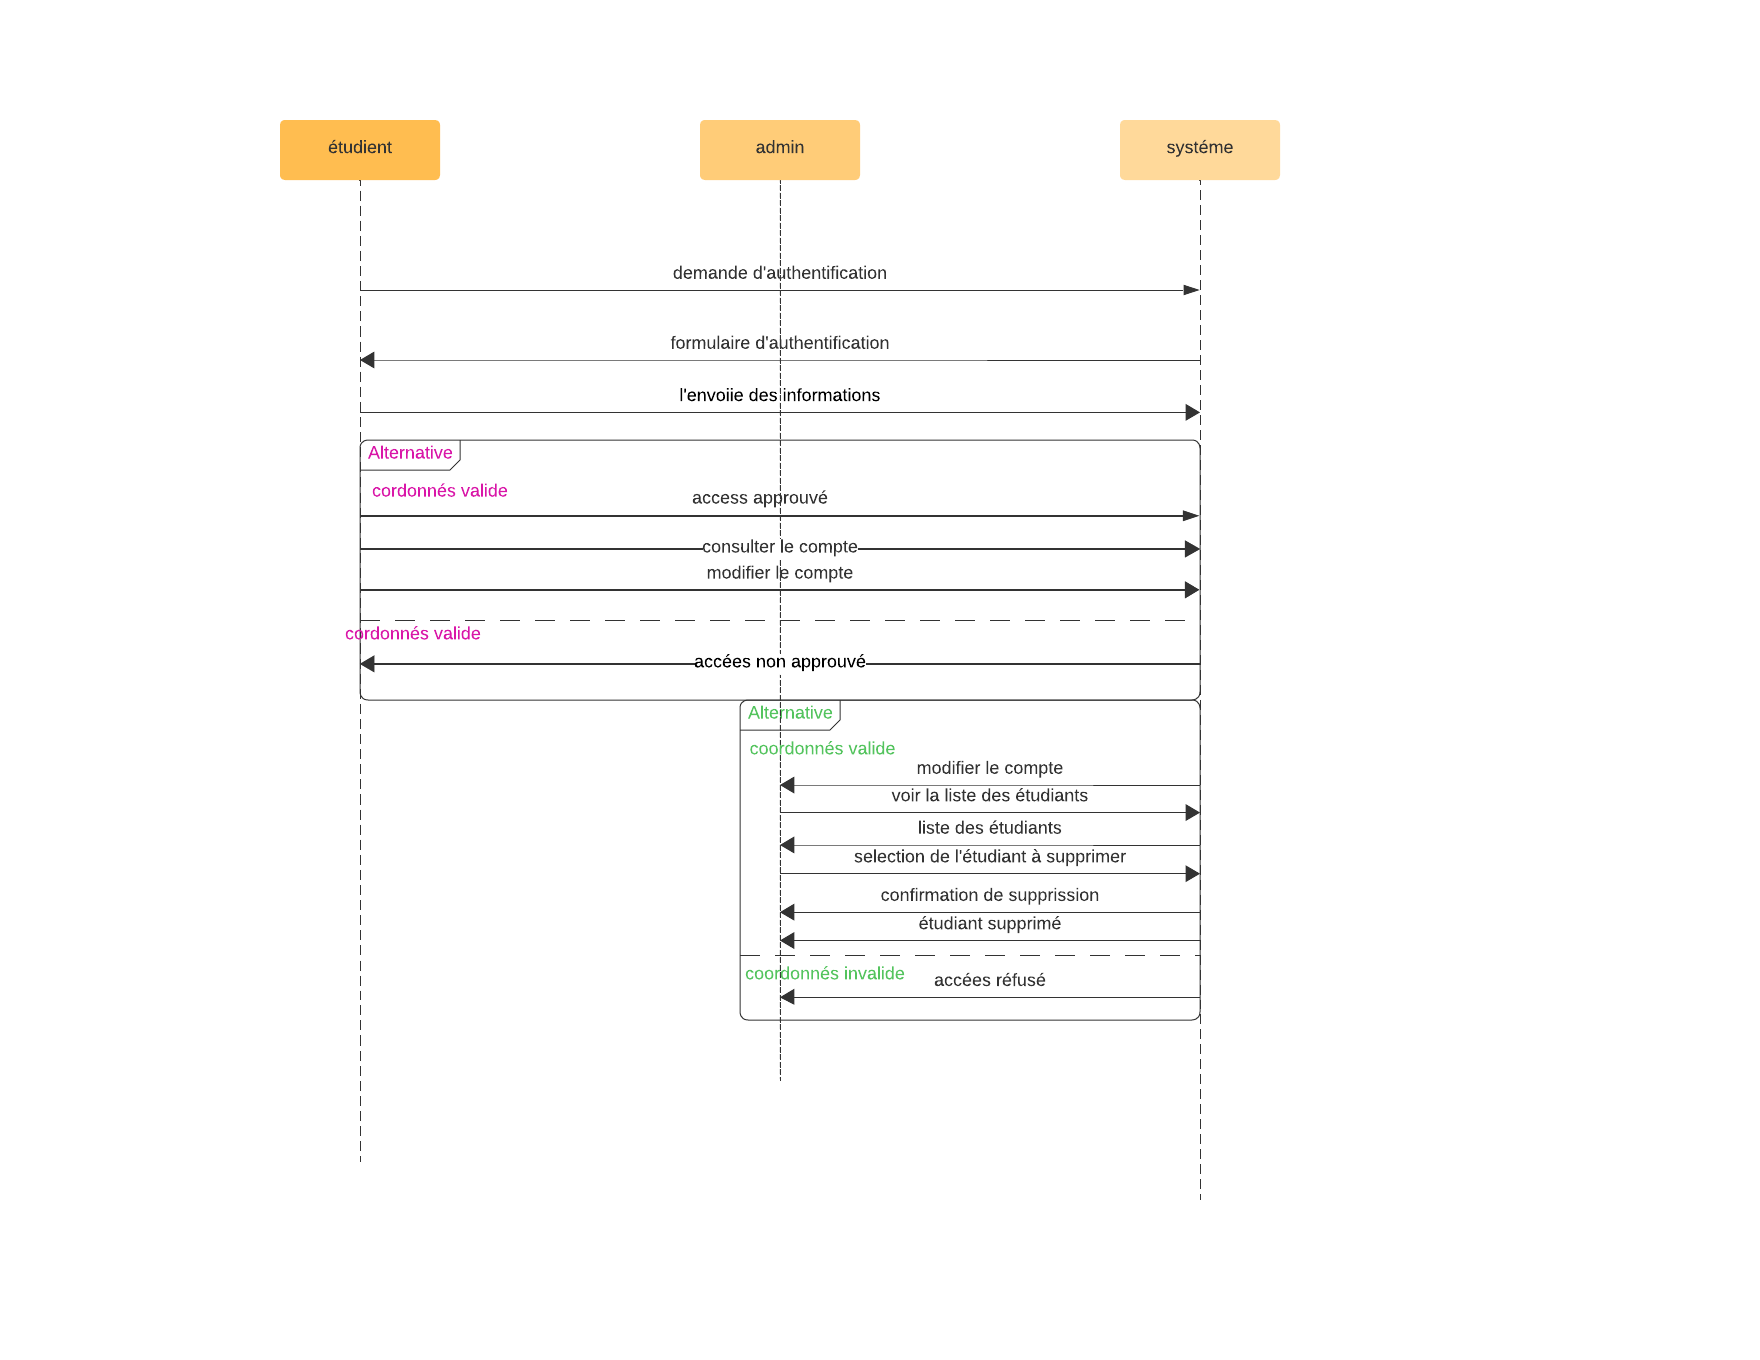 étudient
admin
systéme
demande d'authentification
formulaire d'authentification
l'envoiie des informations
Alternative
cordonnés valide
access approuvé
consulter le compte
modifier le compte
cordonnés valide
accées non approuvé
Alternative
coordonnés valide
modifier le compte
voir la liste des étudiants
liste des étudiants
selection de l'étudiant à supprimer
confirmation de supprission
étudiant supprimé
coordonnés invalide
accées réfusé